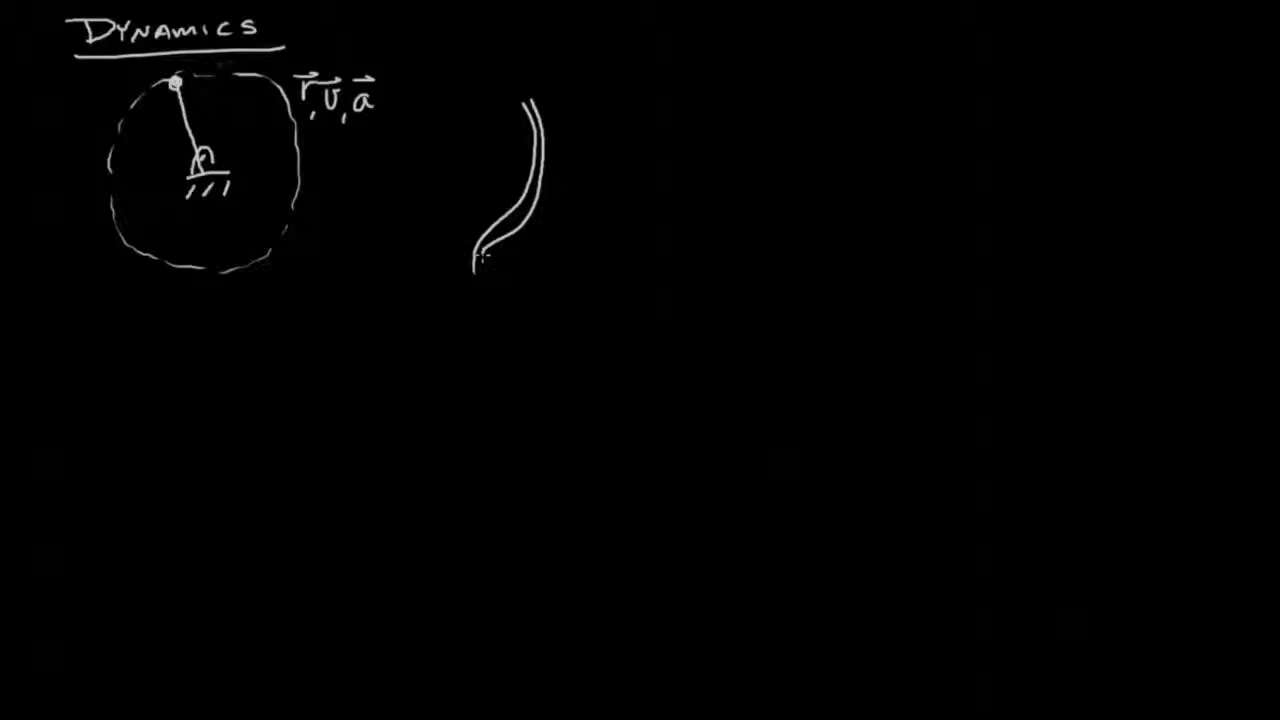 DYNAMICS
r⃗, v⃗, a⃗